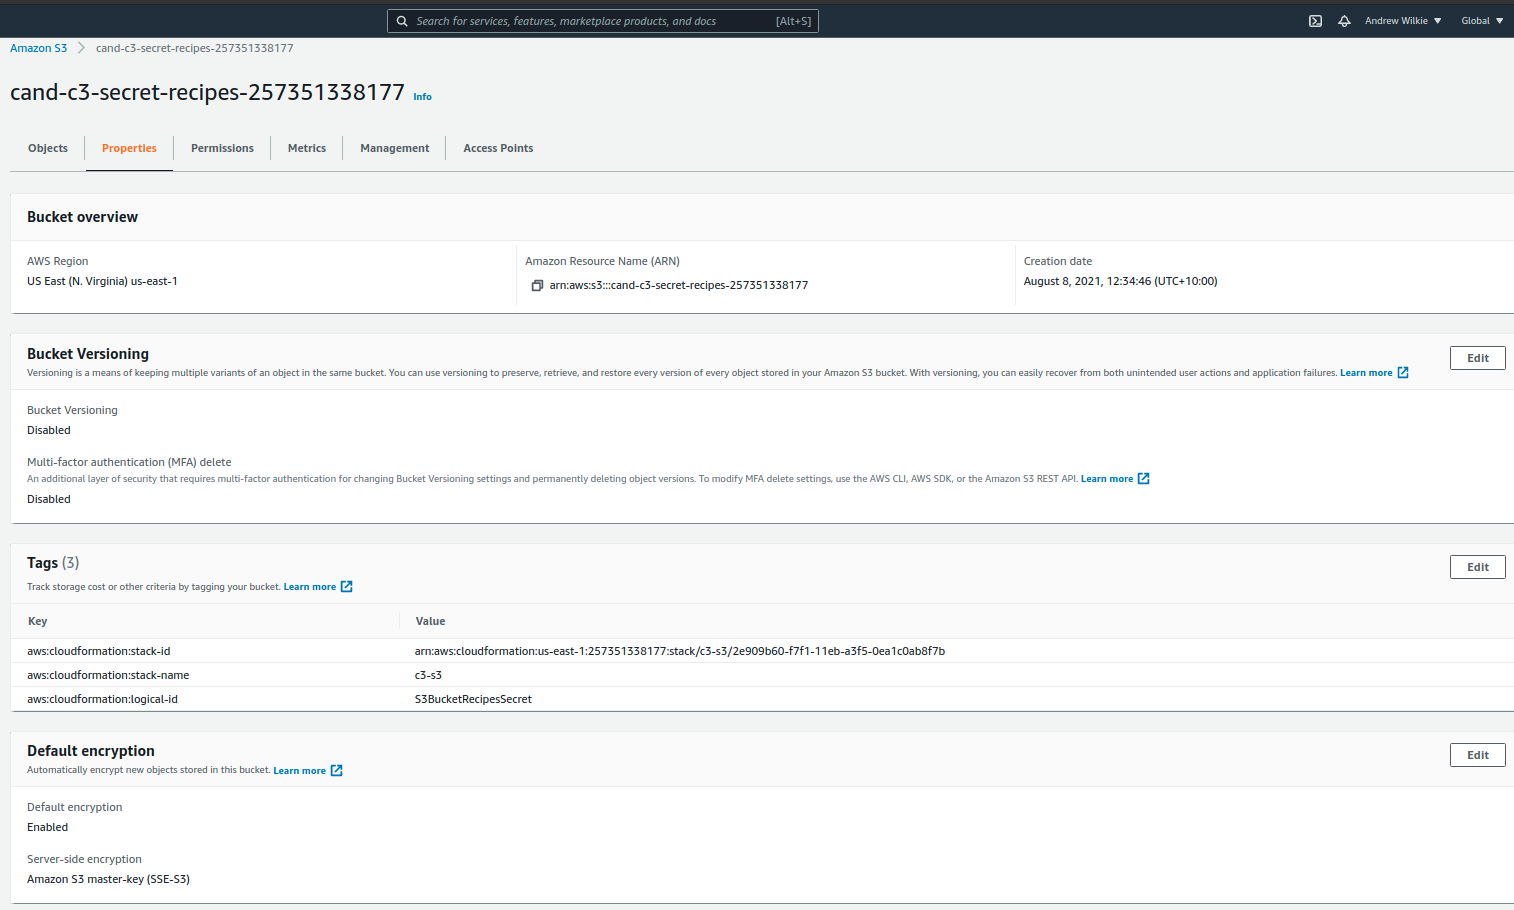 Search for services, features, marketplace products, and docs [Alt+S] Andrew Wilkie Global
Amazon S3 cand-c3-secret-recipes-257351338177
cand-c3-secret-recipes-257351338177 Info
Objects Properties Permissions Metrics Management Access Points
Bucket overview
AWS Region Amazon Resource Name (ARN) Creation date
US East (N. Virginia) us-east-1 arn:aws:s3:::cand-c3-secret-recipes-257351338177 August 8, 2021, 12:34:46 (UTC+10:00)
Bucket Versioning Edit
Versioning is a means of keeping multiple variants of an object in the same bucket. You can use versioning to preserve, retrieve, and restore every version of every object stored in your Amazon S3 bucket. With versioning, you can easily recover from both unintended user actions and application failures. Learn more
Bucket Versioning
Disabled
Multi-factor authentication (MFA) delete
An additional layer of security that requires multi-factor authentication for changing Bucket Versioning settings and permanently deleting object versions. To modify MFA delete settings, use the AWS CLI, AWS SDK, or the Amazon S3 REST API. Learn more
Disabled
Tags (3) Edit
Track storage cost or other criteria by tagging your bucket. Learn more
Key Value
aws:cloudformation:stack-id arn:aws:cloudformation:us-east-1:257351338177:stack/c3-s3/2e909b60-f7f1-11eb-a3f5-0ea1c0ab8f7b
aws:cloudformation:stack-name c3-s3
aws:cloudformation:logical-id S3BucketRecipesSecret
Default encryption Edit
Automatically encrypt new objects stored in this bucket. Learn more
Default encryption
Enabled
Server-side encryption
Amazon S3 master-key (SSE-S3)